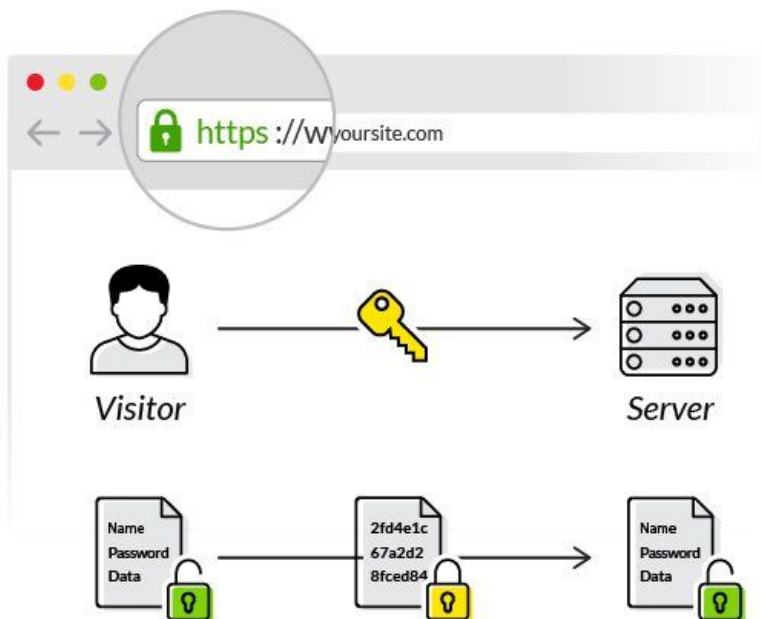 https://wyoursite.com
Visitor
Server
Name
Password
Data
2fd4e1c
67a2d2
8fced84
Name
Password
Data